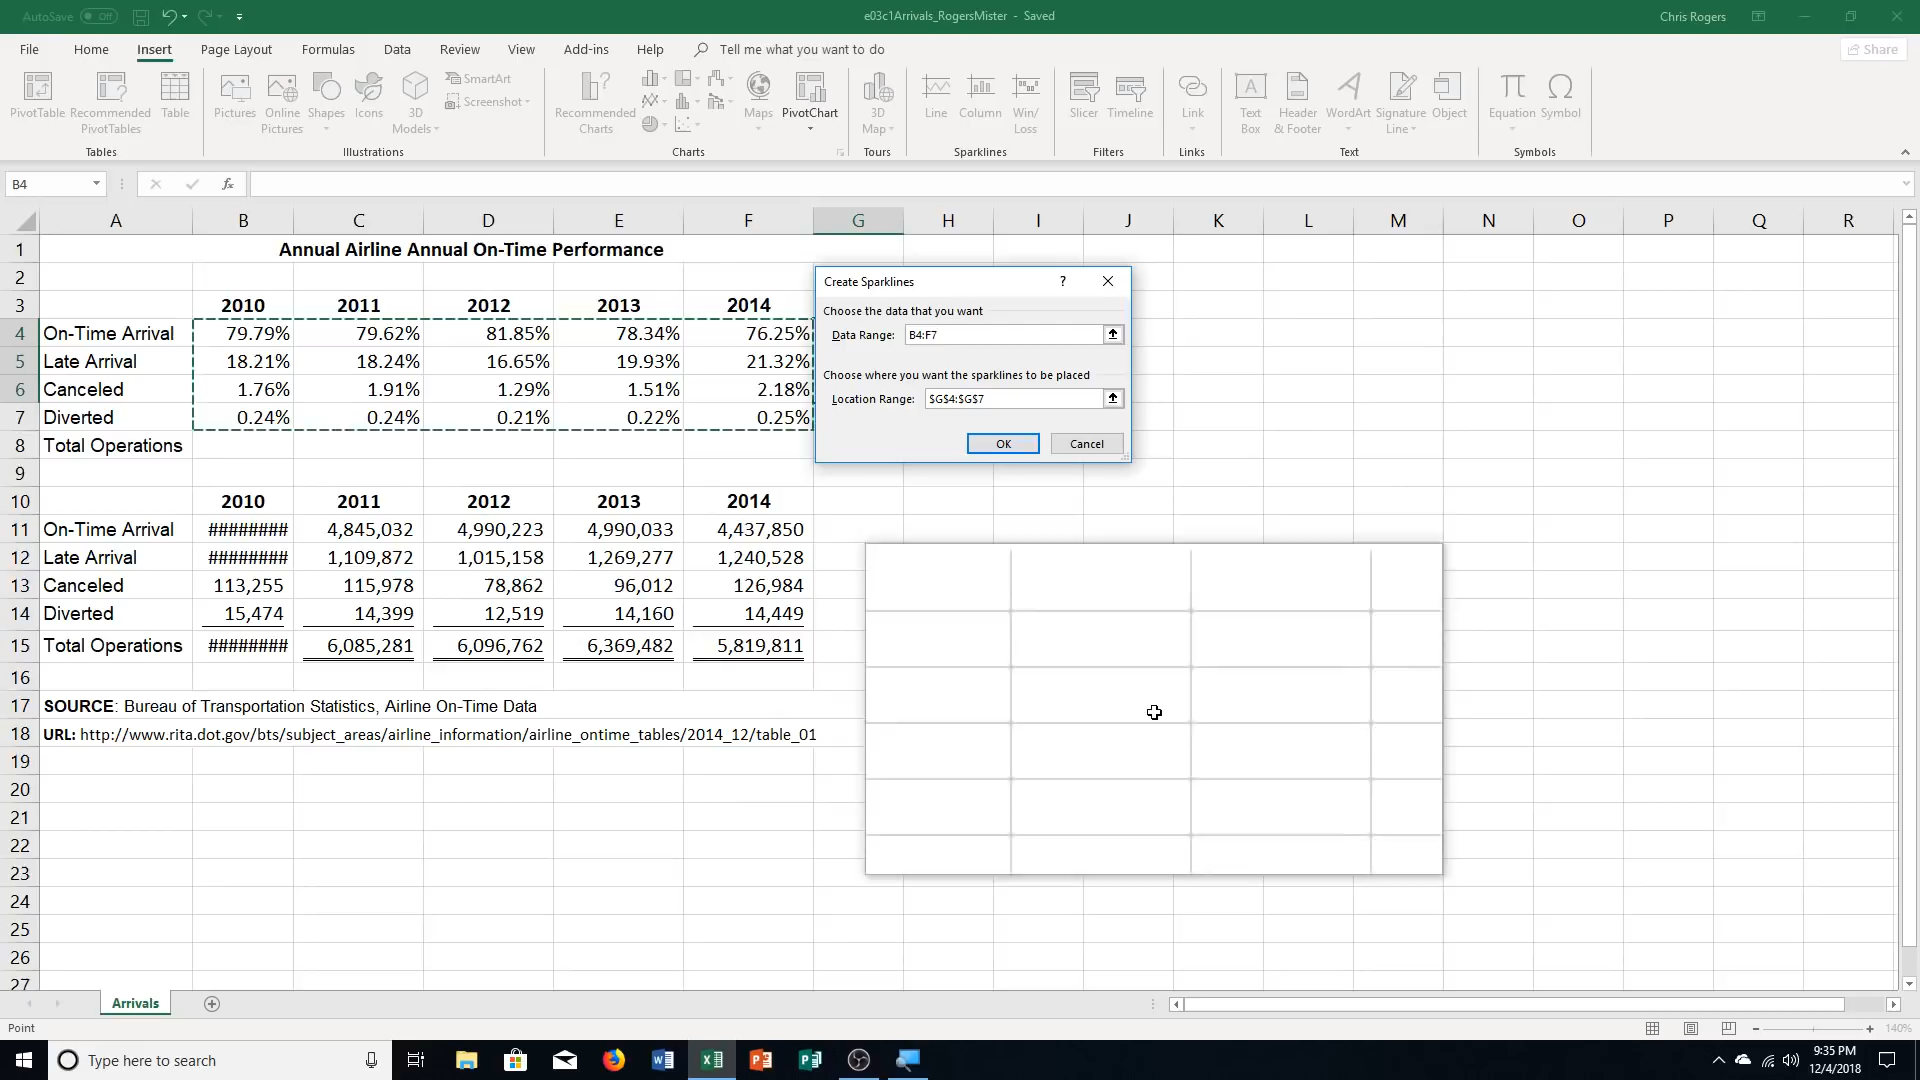 AutoSave Off
e03c1Arrivals_RogersMister - Saved
Chris Rogers
File Home Insert Page Layout Formulas Data Review View Add-ins Help Tell me what you want to do Share
PivotTable Recommended PivotTables Table Pictures Online Pictures Shapes Icons 3D Models SmartArt Screenshot Recommended Charts Maps PivotChart 3D Map Line Column Win/Loss Slicer Timeline Link Text Box Header & Footer WordArt Signature Line Object Equation Symbol
Tables Illustrations Charts Tours Sparklines Filters Links Text Symbols
B4 fx
A B C D E F G H I J K L M N O P Q R
1 Annual Airline Annual On-Time Performance
2
3 2010 2011 2012 2013 2014
4 On-Time Arrival 79.79% 79.62% 81.85% 78.34% 76.25%
5 Late Arrival 18.21% 18.24% 16.65% 19.93% 21.32%
6 Canceled 1.76% 1.91% 1.29% 1.51% 2.18%
7 Diverted 0.24% 0.24% 0.21% 0.22% 0.25%
8 Total Operations
9
10 2010 2011 2012 2013 2014
11 On-Time Arrival ######## 4,845,032 4,990,223 4,990,033 4,437,850
12 Late Arrival ######## 1,109,872 1,015,158 1,269,277 1,240,528
13 Canceled 113,255 115,978 78,862 96,012 126,984
14 Diverted 15,474 14,399 12,519 14,160 14,449
15 Total Operations ######## 6,085,281 6,096,762 6,369,482 5,819,811
16
17 SOURCE: Bureau of Transportation Statistics, Airline On-Time Data
18 URL: http://www.rita.dot.gov/bts/subject_areas/airline_information/airline_ontime_tables/2014_12/table_01
19
20
21
22
23
24
25
26
27
Create Sparklines ?
Choose the data that you want
Data Range: B4:F7
Choose where you want the sparklines to be placed
Location Range: $G$4:$G$7
OK Cancel
Arrivals
Point
140%
Type here to search
9:35 PM
12/4/2018